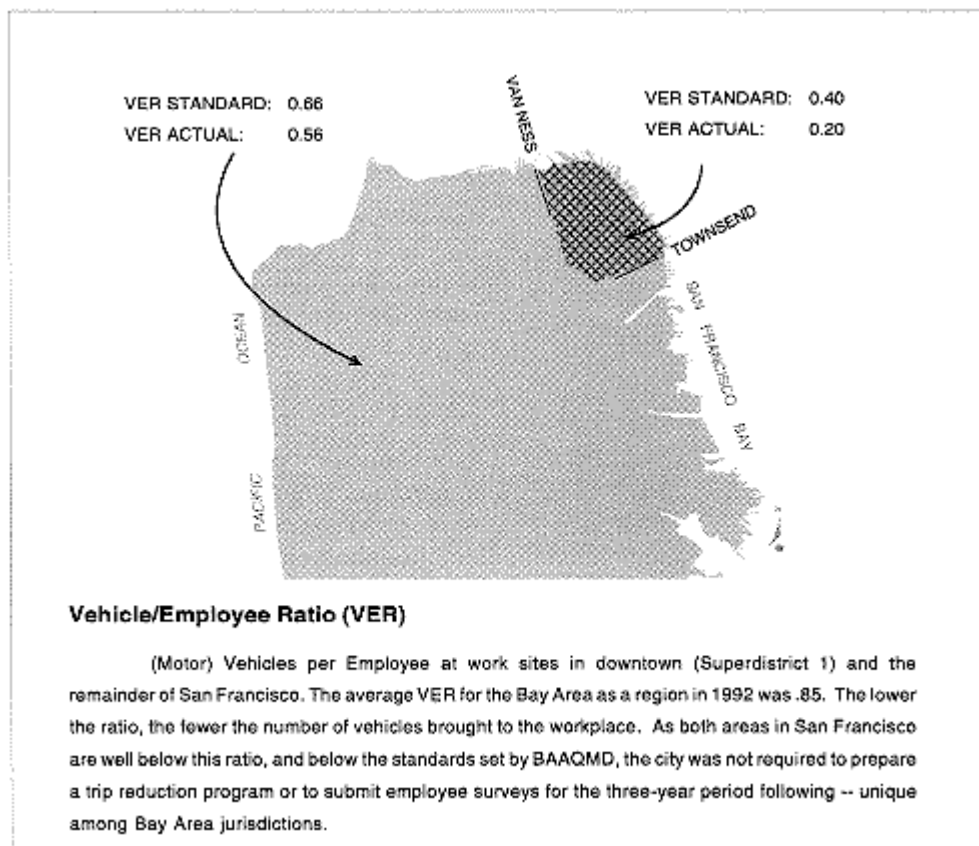 VER STANDARD: 0.66
VER ACTUAL: 0.56
VAN NESS
VER STANDARD: 0.40
VER ACTUAL: 0.20
TOWNSEND
OCEAN
PACIFIC
SAN FRANCISCO BAY
Vehicle/Employee Ratio (VER)
(Motor) Vehicles per Employee at work sites in downtown (Superdistrict 1) and the
remainder of San Francisco. The average VER for the Bay Area as a region in 1992 was .85. The lower
the ratio, the fewer the number of vehicles brought to the workplace. As both areas in San Francisco
are well below this ratio, and below the standards set by BAAQMD, the city was not required to prepare
a trip reduction program or to submit employee surveys for the three-year period following -- unique
among Bay Area jurisdictions.